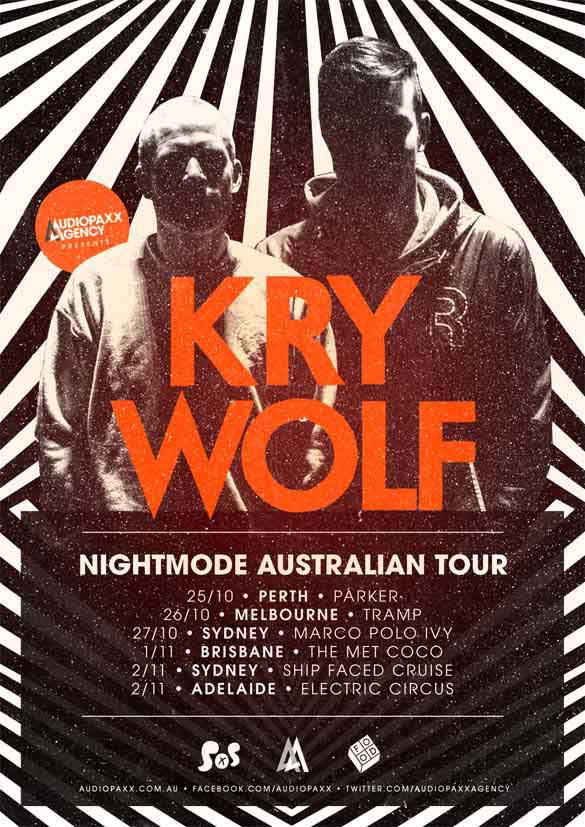 AUDIOPAXX
AGENCY
PRESENTS
KRY
WOLF
R
NIGHTMODE AUSTRALIAN TOUR
25/10 • PERTH • PARKER
26/10 • MELBOURNE • TRAMP
27/10 • SYDNEY • MARCO POLO IVY
1/11 • BRISBANE • THE MET COCO
2/11 • SYDNEY • SHIP FACED CRUISE
2/11 • ADELAIDE • ELECTRIC CIRCUS
SOS
FOOD
AUDIOPAXX.COM.AU • FACEBOOK.COM/AUDIOPAXX • TWITTER.COM/AUDIOPAXXAGENCY